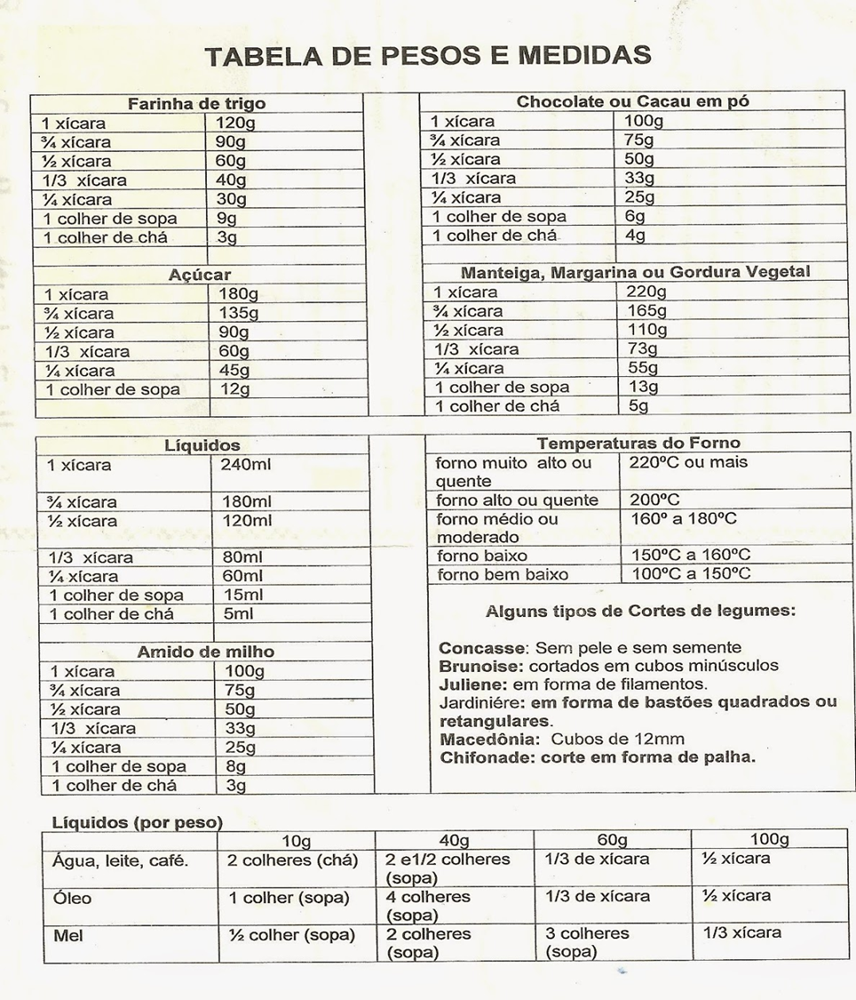 TABELA DE PESOS E MEDIDAS
Farinha de trigo
1 xícara 120g
¾ xícara 90g
½ xícara 60g
1/3 xícara 40g
¼ xícara 30g
1 colher de sopa 9g
1 colher de chá 3g
Açúcar
1 xícara 180g
¾ xícara 135g
½ xícara 90g
1/3 xícara 60g
¼ xícara 45g
1 colher de sopa 12g
Chocolate ou Cacau em pó
1 xícara 100g
¾ xícara 75g
½ xícara 50g
1/3 xícara 33g
¼ xícara 25g
1 colher de sopa 6g
1 colher de chá 4g
Manteiga, Margarina ou Gordura Vegetal
1 xícara 220g
¾ xícara 165g
½ xícara 110g
1/3 xícara 73g
¼ xícara 55g
1 colher de sopa 13g
1 colher de chá 5g
Líquidos
1 xícara 240ml
¾ xícara 180ml
½ xícara 120ml
1/3 xícara 80ml
¼ xícara 60ml
1 colher de sopa 15ml
1 colher de chá 5ml
Amido de milho
1 xícara 100g
¾ xícara 75g
½ xícara 50g
1/3 xícara 33g
¼ xícara 25g
1 colher de sopa 8g
1 colher de chá 3g
Temperaturas do Forno
forno muito alto ou 220ºC ou mais
quente
forno alto ou quente 200ºC
forno médio ou 160º a 180ºC
moderado
forno baixo 150ºC a 160ºC
forno bem baixo 100ºC a 150ºC
Alguns tipos de Cortes de legumes:
Concasse: Sem pele e sem semente
Brunoise: cortados em cubos minúsculos
Juliene: em forma de filamentos.
Jardiniére: em forma de bastões quadrados ou
retangulares.
Macedônia: Cubos de 12mm
Chifonade: corte em forma de palha.
Líquidos (por peso)
10g 40g 60g 100g
Água, leite, café. 2 colheres (chá) 2 e1/2 colheres 1/3 de xícara ½ xícara
(sopa)
Óleo 1 colher (sopa) 4 colheres 1/3 de xícara ½ xícara
(sopa)
Mel ½ colher (sopa) 2 colheres 3 colheres 1/3 xícara
(sopa) (sopa)